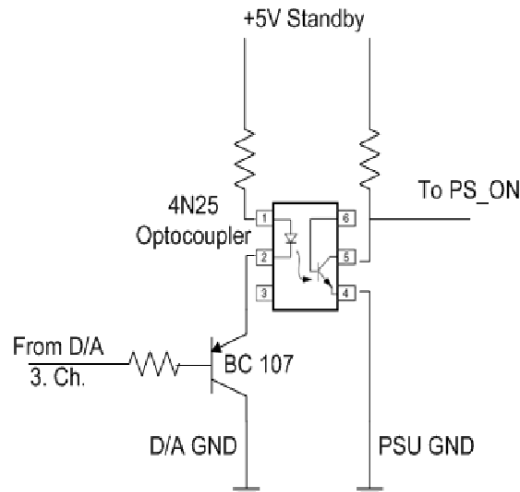 +5V Standby
To PS_ON
4N25
Optocoupler
1
2
3
6
5
4
From D/A
3. Ch.
BC 107
D/A GND
PSU GND